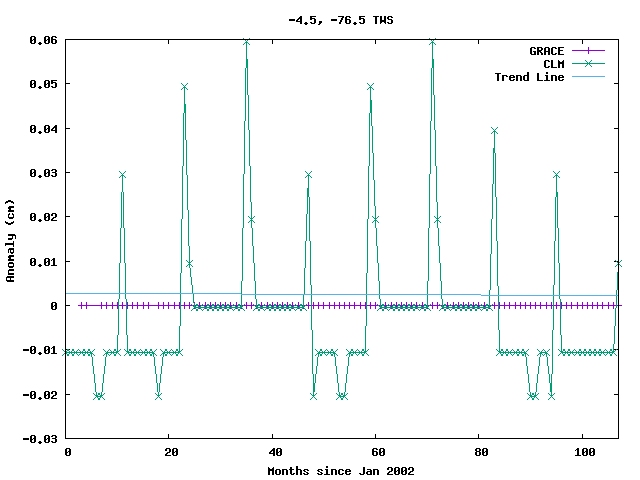 -4.5, -76.5 TWS
GRACE
CLM
Trend Line
0.06
0.05
0.04
0.03
0.02
0.01
0
-0.01
-0.02
-0.03
Anomaly (cm)
0 20 40 60 80 100
Months since Jan 2002